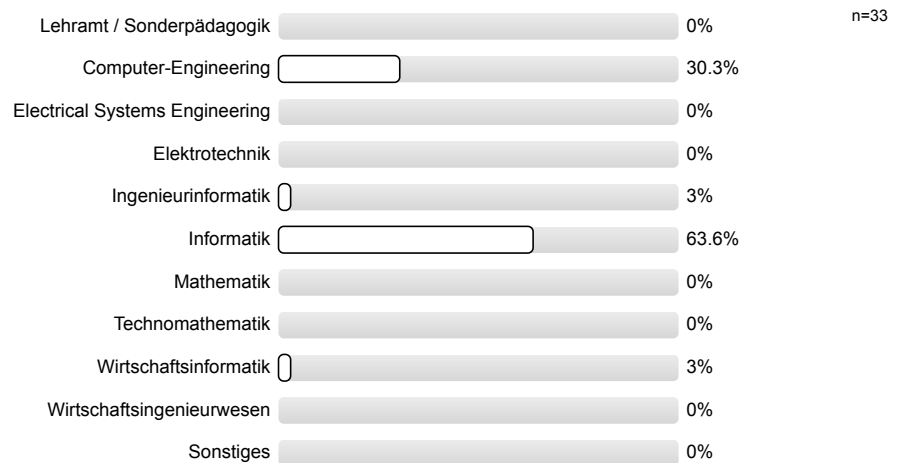 Lehramt / Sonderpädagogik 0% n=33
Computer-Engineering 30.3%
Electrical Systems Engineering 0%
Elektrotechnik 0%
Ingenieurinformatik 3%
Informatik 63.6%
Mathematik 0%
Technomathematik 0%
Wirtschaftsinformatik 3%
Wirtschaftsingenieurwesen 0%
Sonstiges 0%